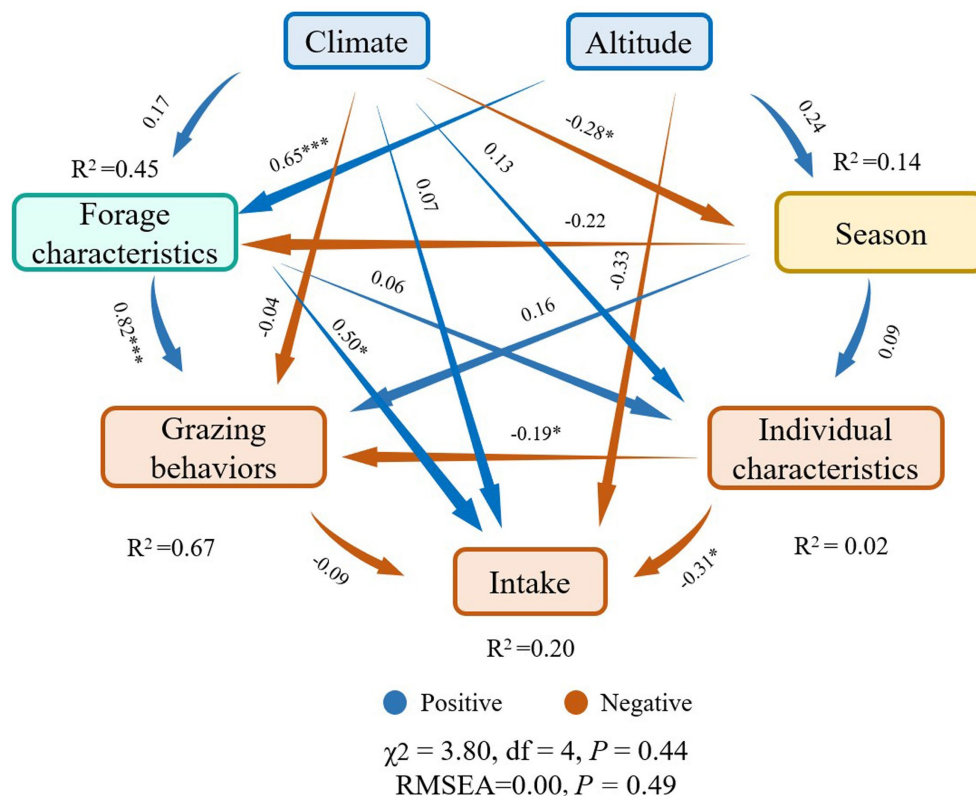 Climate
Altitude
0.17
0.65***
0.07
0.13
-0.28*
0.24
R²=0.45
R²=0.14
Forage
characteristics
-0.22
Season
0.82***
-0.04
0.50*
0.06
0.16
-0.33
0.09
Grazing
behaviors
-0.19*
Individual
characteristics
R²=0.67
-0.09
Intake
-0.31*
R²= 0.02
R²=0.20
Positive
Negative
χ2 = 3.80, df = 4, P = 0.44
RMSEA=0.00, P = 0.49